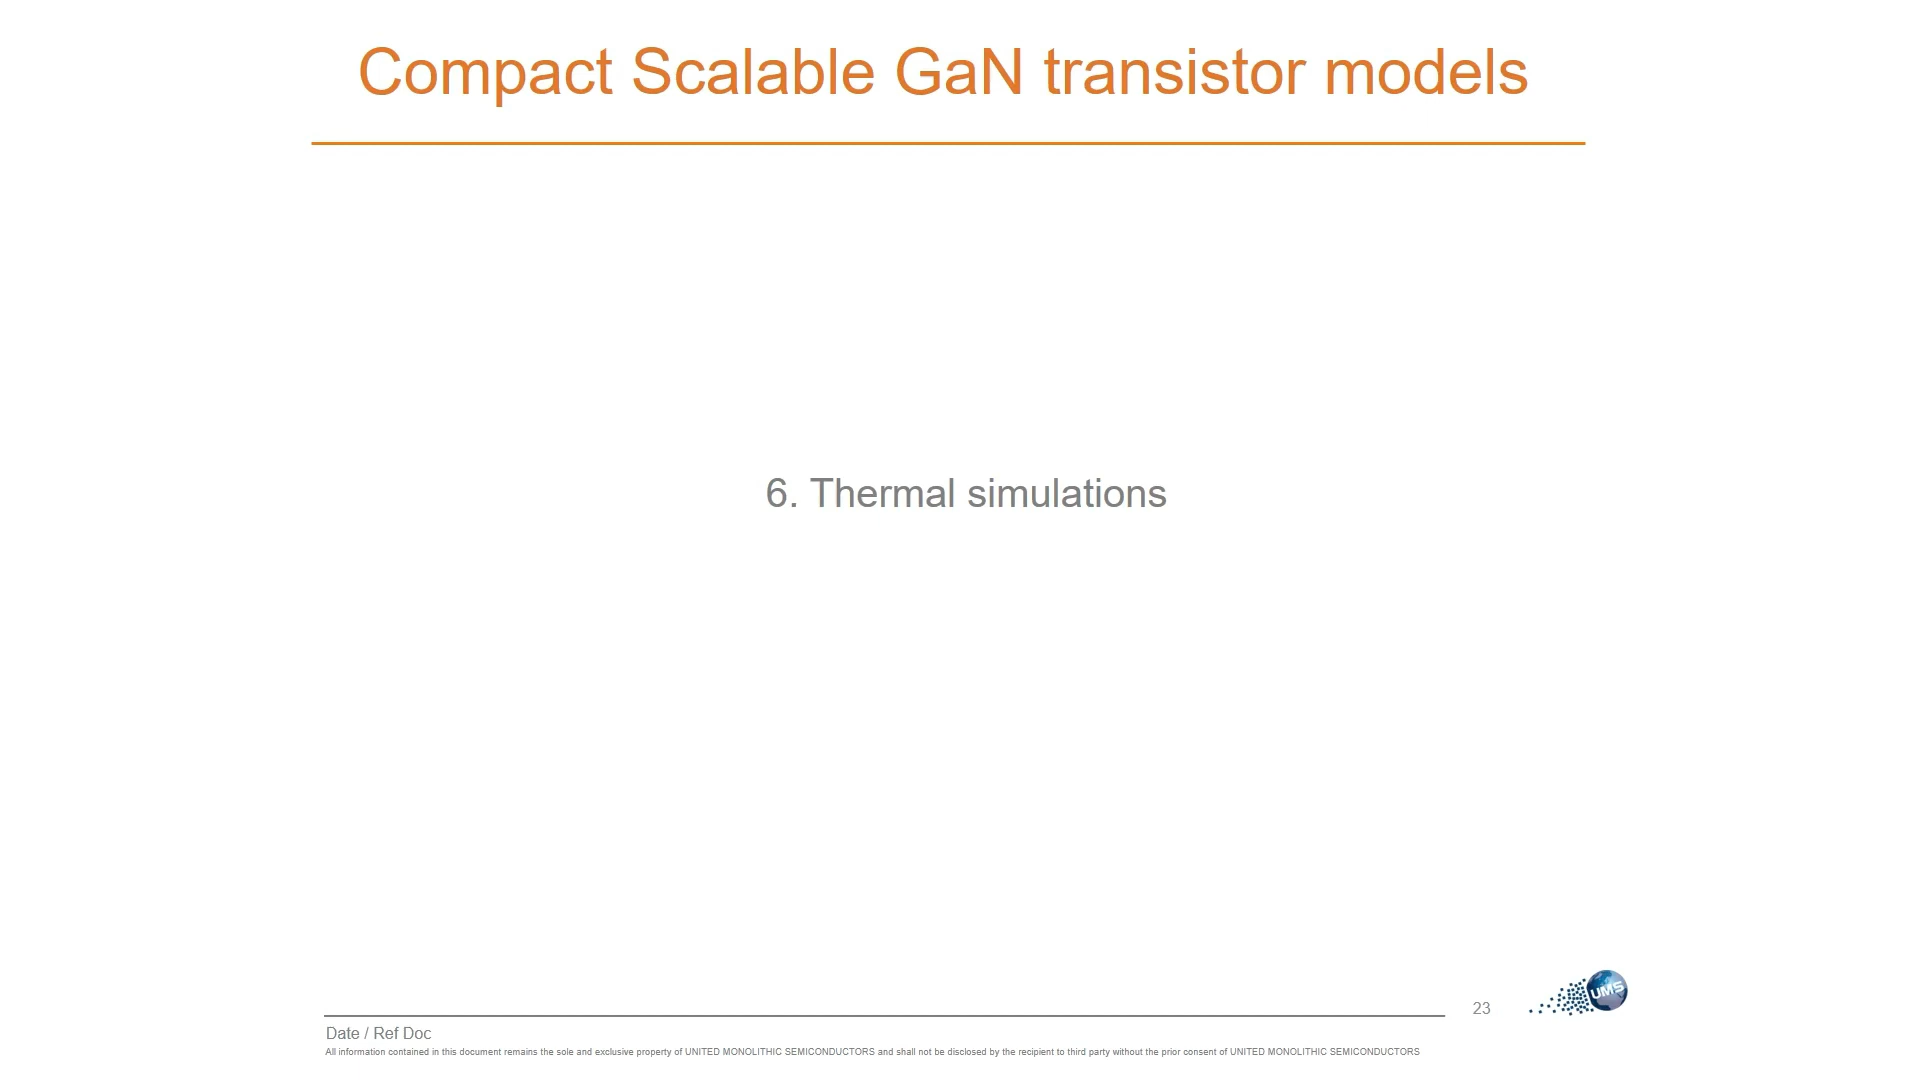 Compact Scalable GaN transistor models
6. Thermal simulations
23
UMS
Date / Ref Doc
All information contained in this document remains the sole and exclusive property of UNITED MONOLITHIC SEMICONDUCTORS and shall not be disclosed by the recipient to third party without the prior consent of UNITED MONOLITHIC SEMICONDUCTORS